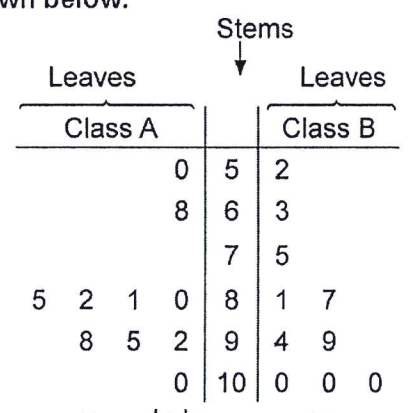 wn below.
Stems
Leaves Leaves
Class A Class B
0 5 2
8 6 3
7 5
5 2 1 0 8 1 7
8 5 2 9 4 9
0 10 0 0 0